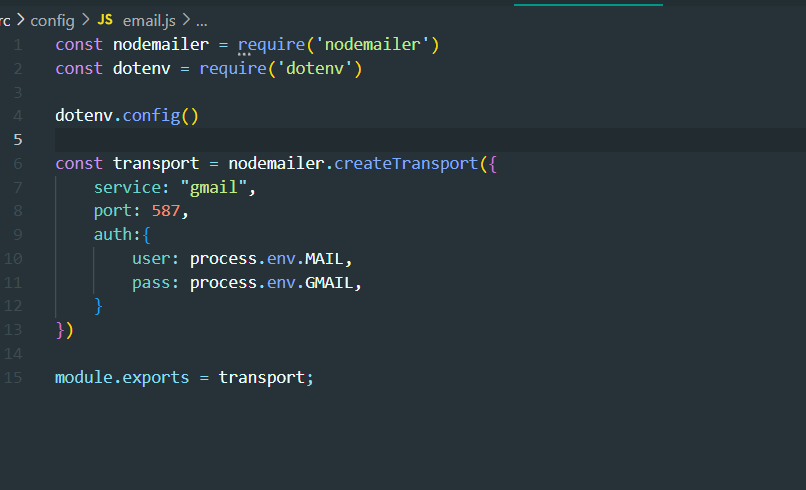 rc > config > JS email.js > ...
1 const nodemailer = require('nodemailer')
2 const dotenv = require('dotenv')
3
4 dotenv.config()
5
6 const transport = nodemailer.createTransport({
7     service: "gmail",
8     port: 587,
9     auth:{
10         user: process.env.MAIL,
11         pass: process.env.GMAIL,
12     }
13 })
14
15 module.exports = transport;